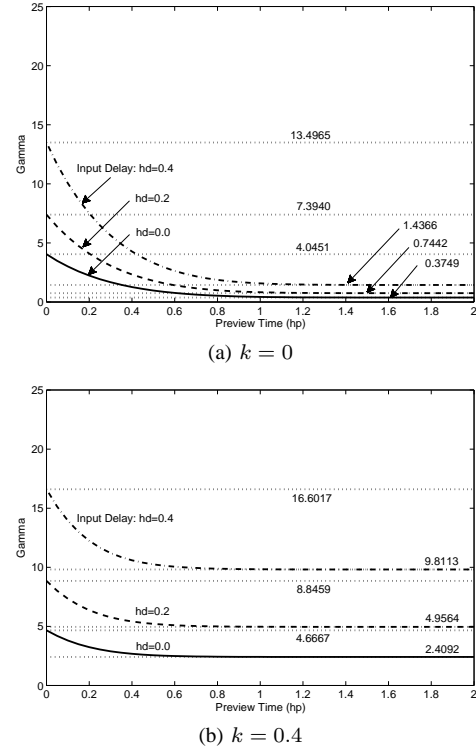 25
20
15
10
5
0
Gamma
13.4965
Input Delay: hd=0.4
hd=0.2
7.3940
hd=0.0
1.4366
4.0451
0.7442
0.3749
0 0.2 0.4 0.6 0.8 1 1.2 1.4 1.6 1.8 2
Preview Time (hp)
(a) k = 0
25
20
15
10
5
0
Gamma
16.6017
Input Delay: hd=0.4
9.8113
8.8459
hd=0.2
4.9564
4.6667
hd=0.0
2.4092
0 0.2 0.4 0.6 0.8 1 1.2 1.4 1.6 1.8 2
Preview Time (hp)
(b) k = 0.4